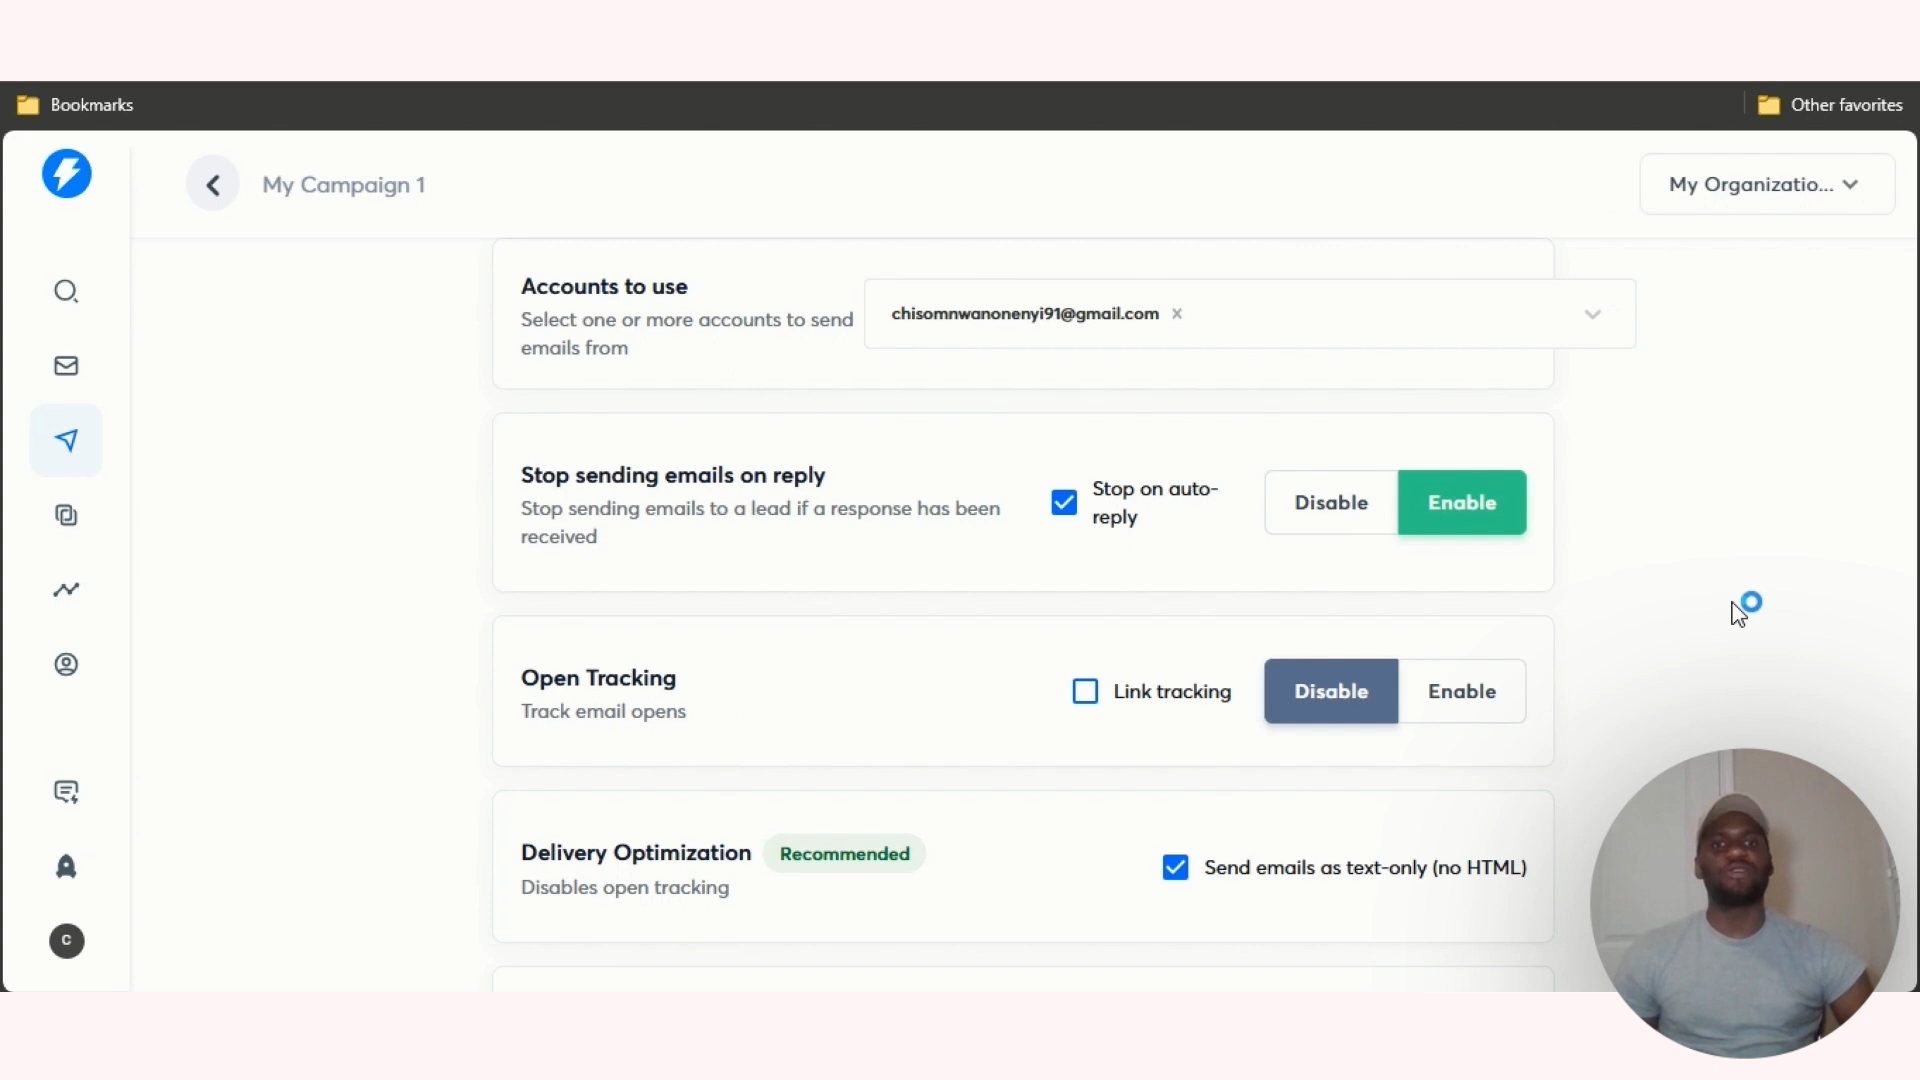 Bookmarks
Other favorites
My Campaign 1
My Organizatio...
Accounts to use
Select one or more accounts to send
emails from
chisomnwanonenyi91@gmail.com
Stop sending emails on reply
Stop sending emails to a lead if a response has been
received
Stop on auto-
reply
Disable
Enable
Open Tracking
Track email opens
Link tracking
Disable
Enable
Delivery Optimization
Recommended
Disables open tracking
Send emails as text-only (no HTML)
C